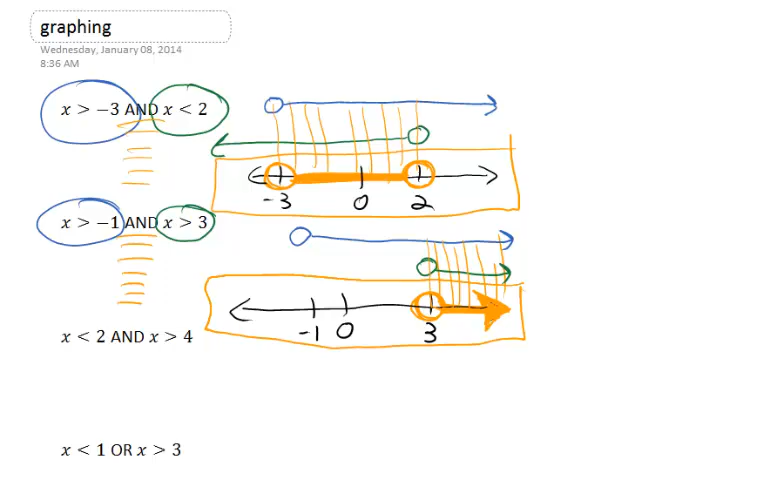 graphing
Wednesday, January 08, 2014
8:36 AM
x > −3 AND x < 2
-3 0 2
x > −1 AND x > 3
-1 0 3
x < 2 AND x > 4
x < 1 OR x > 3